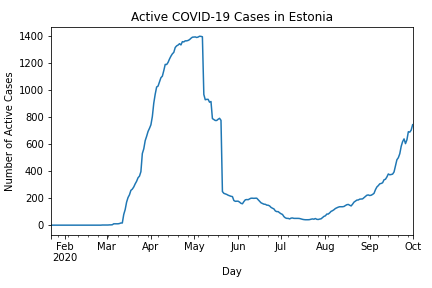 Active COVID-19 Cases in Estonia
Number of Active Cases
1400
1200
1000
800
600
400
200
0
Feb Mar Apr May Jun Jul Aug Sep Oct
2020
Day